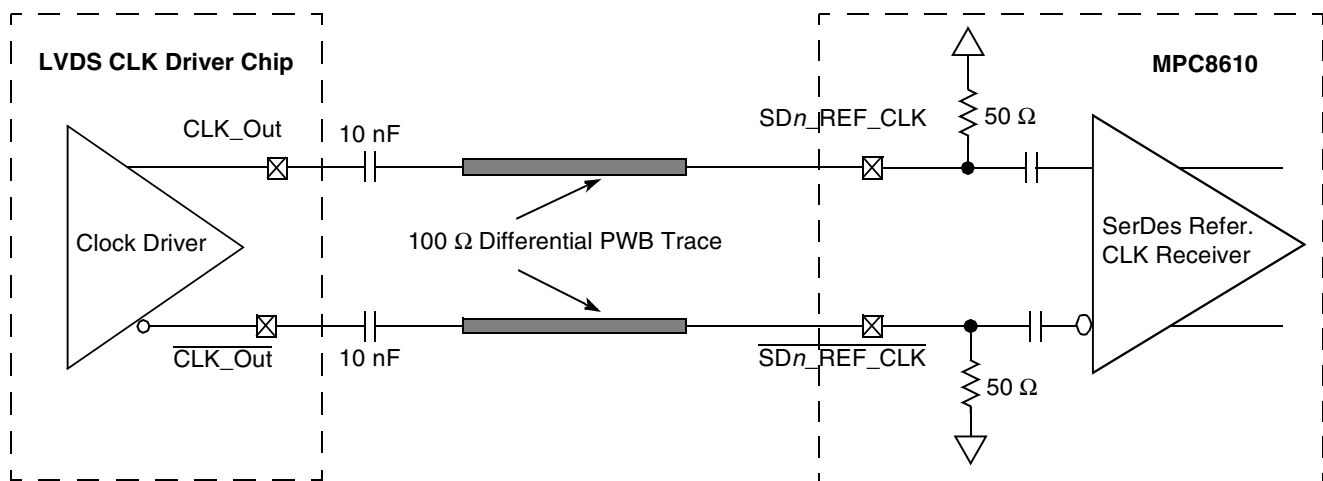 LVDS CLK Driver Chip
MPC8610
CLK_Out
10 nF
SDn_REF_CLK
50 Ω
Clock Driver
100 Ω Differential PWB Trace
SerDes Refer.
CLK Receiver
CLK_Out
10 nF
SDn_REF_CLK
50 Ω